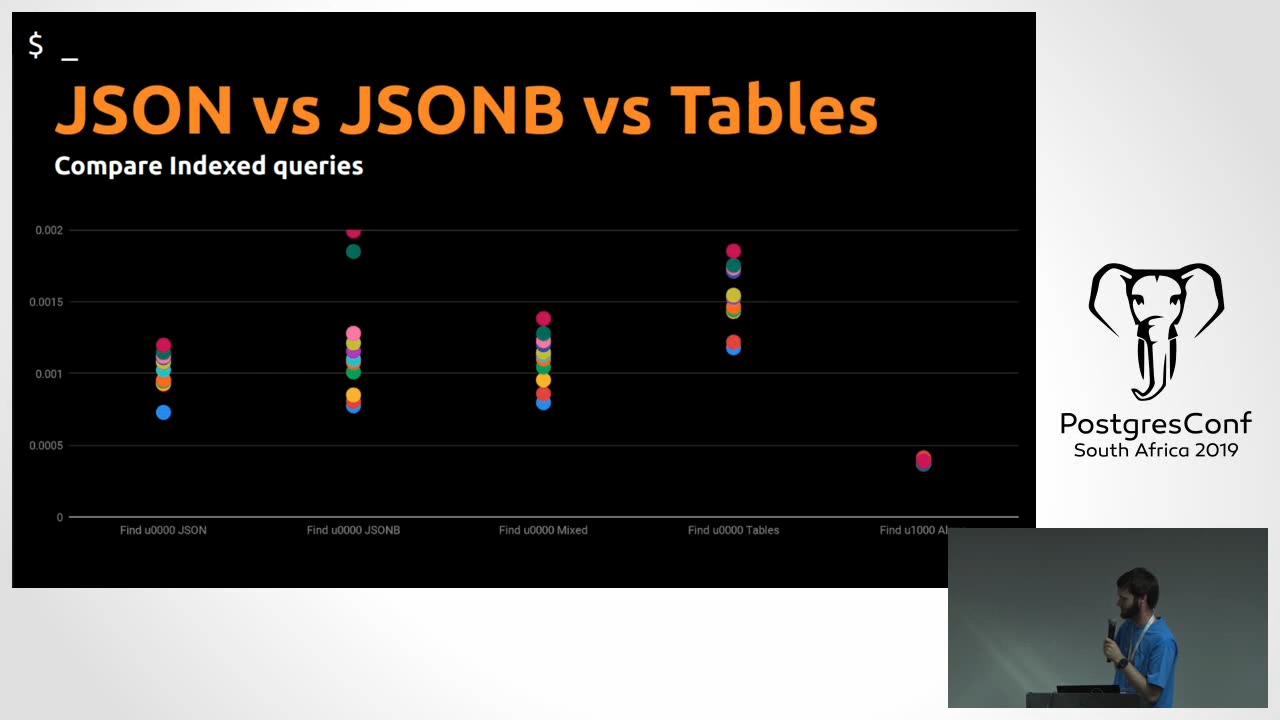 $ _
JSON vs JSONB vs Tables
Compare Indexed queries
0.002
0.0015
0.001
0.0005
0
Find u0000 JSON
Find u0000 JSONB
Find u0000 Mixed
Find u0000 Tables
Find u1000
PostgresConf
South Africa 2019